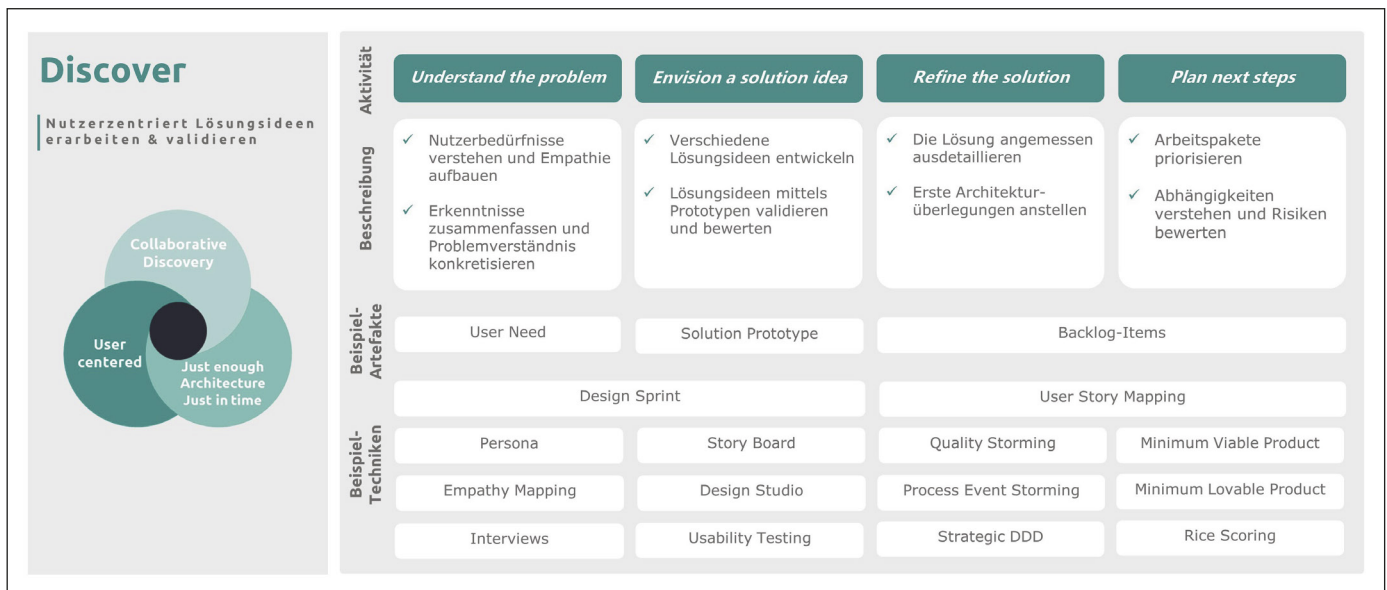 Discover
Nutzerzentriert Lösungsideen
erarbeiten & validieren
Collaborative
Discovery
User
centered
Just enough
Architecture
Just in time
Aktivität
Understand the problem
Envision a solution idea
Refine the solution
Plan next steps
Beschreibung
✓ Nutzerbedürfnisse
verstehen und Empathie
aufbauen
✓ Erkenntnisse
zusammenfassen und
Problemverständnis
konkretisieren
✓ Verschiedene
Lösungsideen entwickeln
✓ Lösungsideen mittels
Prototypen validieren
und bewerten
✓ Die Lösung angemessen
ausdetaillieren
✓ Erste Architektur-
überlegungen anstellen
✓ Arbeitspakete
priorisieren
✓ Abhängigkeiten
verstehen und Risiken
bewerten
Beispiel-
Artefakte
User Need
Solution Prototype
Backlog-Items
Beispiel-
Techniken
Design Sprint
User Story Mapping
Persona
Story Board
Quality Storming
Minimum Viable Product
Empathy Mapping
Design Studio
Process Event Storming
Minimum Lovable Product
Interviews
Usability Testing
Strategic DDD
Rice Scoring